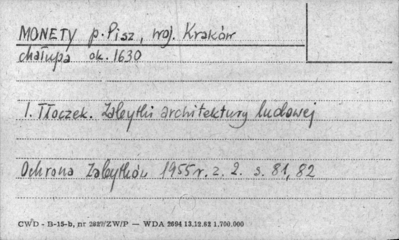 MONETY p. Pisz, woj. Kraków
chałupa ok. 1630
I. Tłoczek. Zabytki architektury ludowej
Ochrona Zabytków 1955 r. z. 2. s. 81, 82
CWD - B-15-b, nr 2827/ZW/P — WDA 2694 13.12.62 1.700.000